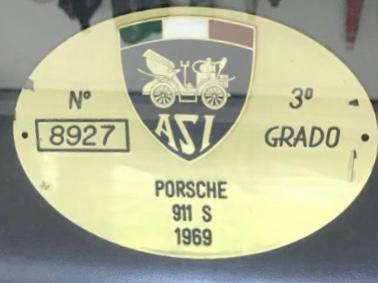 Nº
8927
ASI
3º
GRADO
PORSCHE
911 S
1969